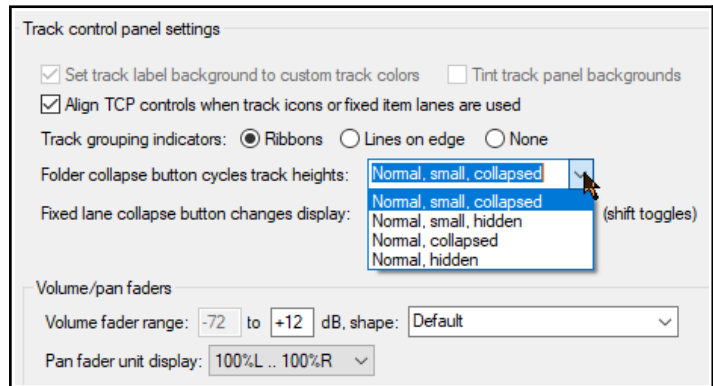 Track control panel settings
Set track label background to custom track colors Tint track panel backgrounds
Align TCP controls when track icons or fixed item lanes are used
Track grouping indicators: Ribbons Lines on edge None
Folder collapse button cycles track heights: Normal, small, collapsed
Normal, small, collapsed
Fixed lane collapse button changes display: Normal, small, hidden (shift toggles)
Normal, collapsed
Normal, hidden
Volume/pan faders
Volume fader range: -72 to +12 dB, shape: Default
Pan fader unit display: 100%L .. 100%R